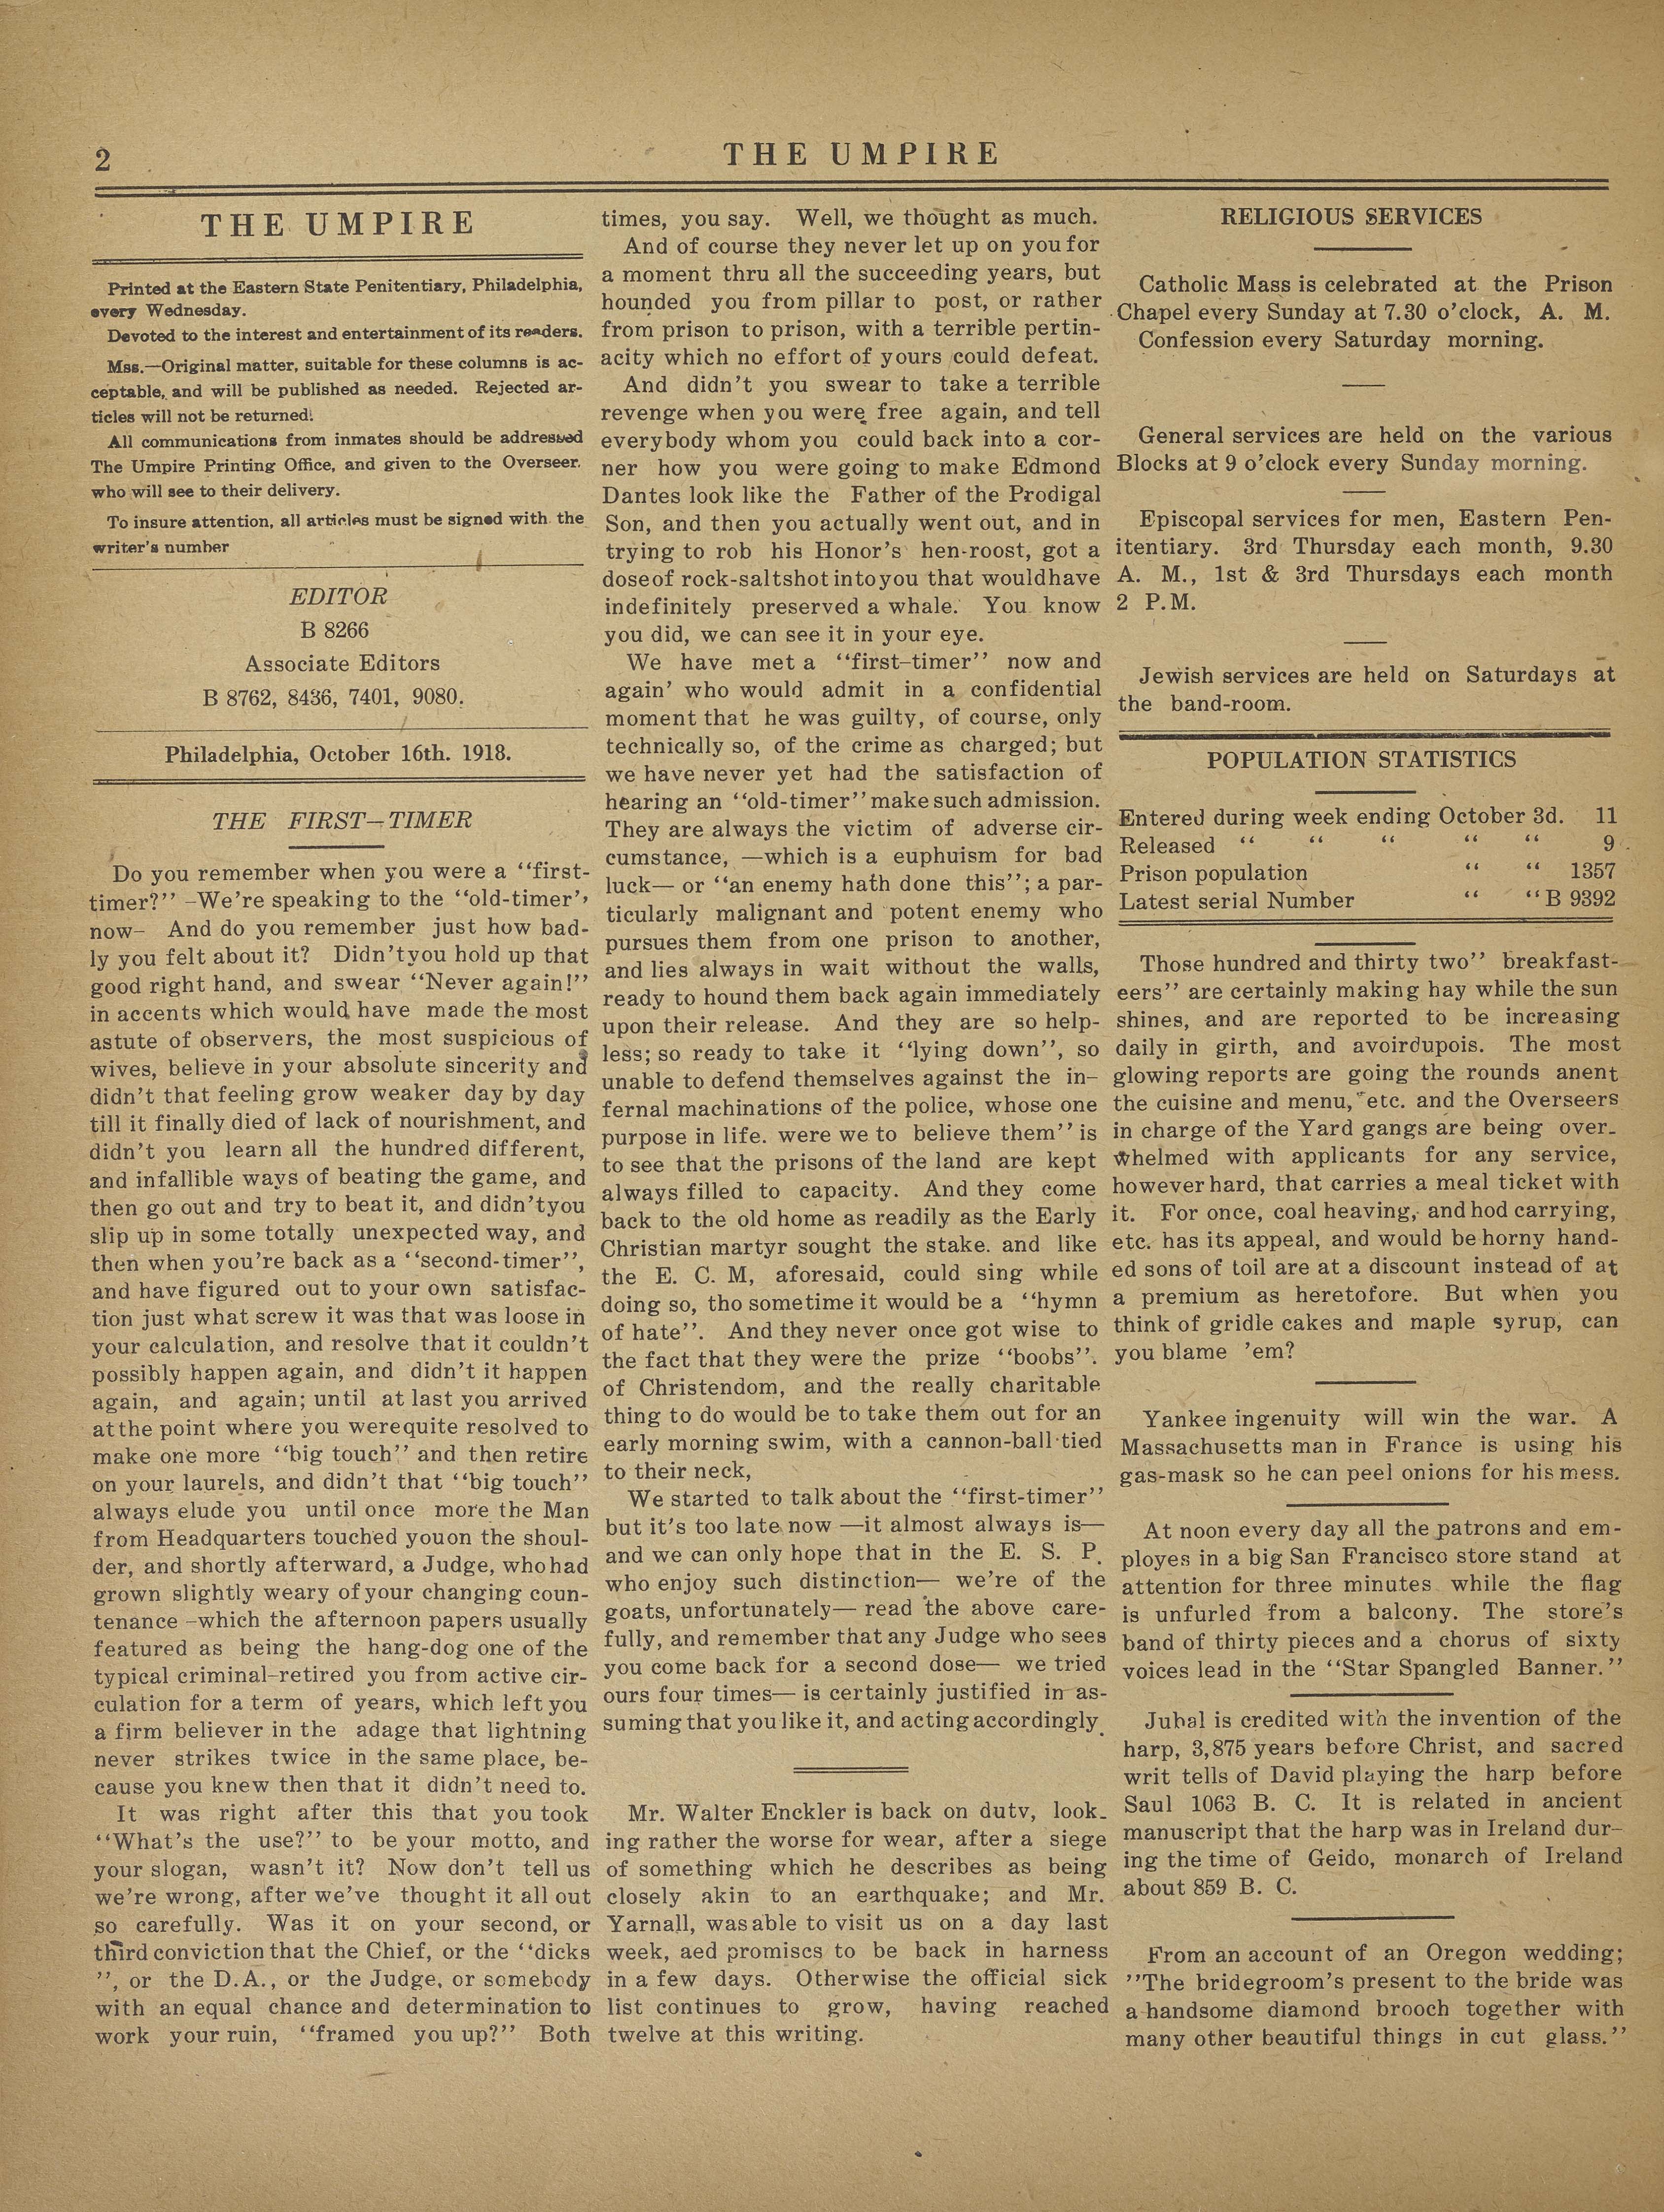 2
THE UMPIRE
THE UMPIRE
Printed at the Eastern State Penitentiary, Philadelphia,
every Wednesday.
Devoted to the interest and entertainment of its readers.
Mss.—Original matter, suitable for these columns is ac-
ceptable, and will be published as needed. Rejected ar-
ticles will not be returned.
All communications from inmates should be addressed
The Umpire Printing Office, and given to the Overseer.
who will see to their delivery.
To insure attention, all articles must be signed with the
writer's number
EDITOR
B 8266
Associate Editors
B 8762, 8436, 7401, 9080.
Philadelphia, October 16th. 1918.
THE FIRST—TIMER
Do you remember when you were a ‘‘first-
timer?’’ –We're speaking to the ‘‘old-timer’’
now– And do you remember just how bad-
ly you felt about it? Didn'tyou hold up that
good right hand, and swear ‘‘Never again!’’
in accents which would have made the most
astute of observers, the most suspicious of
wives, believe in your absolute sincerity and
didn't that feeling grow weaker day by day
till it finally died of lack of nourishment, and
didn't you learn all the hundred different,
and infallible ways of beating the game, and
then go out and try to beat it, and didn'tyou
slip up in some totally unexpected way, and
then when you're back as a ‘‘second-timer’’,
and have figured out to your own satisfac-
tion just what screw it was that was loose in
your calculation, and resolve that it couldn't
possibly happen again, and didn't it happen
again, and again; until at last you arrived
atthe point where you werequite resolved to
make one more ‘‘big touch’’ and then retire
on your laurels, and didn't that ‘‘big touch’’
always elude you until once more the Man
from Headquarters touched youon the shoul-
der, and shortly afterward, a Judge, whohad
grown slightly weary of your changing coun-
tenance –which the afternoon papers usually
featured as being the hang-dog one of the
typical criminal–retired you from active cir-
culation for a term of years, which left you
a firm believer in the adage that lightning
never strikes twice in the same place, be-
cause you knew then that it didn't need to.
It was right after this that you took
‘‘What's the use?’’ to be your motto, and
your slogan, wasn't it? Now don't tell us
we're wrong, after we've thought it all out
so carefully. Was it on your second, or
third conviction that the Chief, or the ‘‘dicks
’’, or the D.A., or the Judge, or somebody
with an equal chance and determination to
work your ruin, ‘‘framed you up?’’ Both
times, you say. Well, we thought as much.
And of course they never let up on you for
a moment thru all the succeeding years, but
hounded you from pillar to post, or rather
from prison to prison, with a terrible pertin-
acity which no effort of yours could defeat.
And didn't you swear to take a terrible
revenge when you were free again, and tell
everybody whom you could back into a cor-
ner how you were going to make Edmond
Dantes look like the Father of the Prodigal
Son, and then you actually went out, and in
trying to rob his Honor's hen-roost, got a
doseof rock-saltshot into you that wouldhave
indefinitely preserved a whale. You know
you did, we can see it in your eye.
We have met a ‘‘first–timer’’ now and
again’ who would admit in a confidential
moment that he was guilty, of course, only
technically so, of the crime as charged; but
we have never yet had the satisfaction of
hearing an ‘‘old-timer’’ make such admission.
They are always the victim of adverse cir-
cumstance, —which is a euphuism for bad
luck— or ‘‘an enemy hath done this’’; a par-
ticularly malignant and potent enemy who
pursues them from one prison to another,
and lies always in wait without the walls,
ready to hound them back again immediately
upon their release. And they are so help-
less; so ready to take it ‘‘lying down’’, so
unable to defend themselves against the in–
fernal machinations of the police, whose one
purpose in life. were we to believe them’’ is
to see that the prisons of the land are kept
always filled to capacity. And they come
back to the old home as readily as the Early
Christian martyr sought the stake. and like
the E. C. M, aforesaid, could sing while
doing so, tho sometime it would be a ‘‘hymn
of hate’’. And they never once got wise to
the fact that they were the prize ‘‘boobs’’.
of Christendom, and the really charitable
thing to do would be to take them out for an
early morning swim, with a cannon-ball tied
to their neck,
We started to talk about the ‘‘first-timer’’
but it's too late now —it almost always is—
and we can only hope that in the E. S. P.
who enjoy such distinction— we're of the
goats, unfortunately— read the above care-
fully, and remember that any Judge who sees
you come back for a second dose— we tried
ours four times— is certainly justified in as-
suming that you like it, and acting accordingly.
Mr. Walter Enckler is back on duty, look-
ing rather the worse for wear, after a siege
of something which he describes as being
closely akin to an earthquake; and Mr.
Yarnall, was able to visit us on a day last
week, aed promises to be back in harness
in a few days. Otherwise the official sick
list continues to grow, having reached
twelve at this writing.
RELIGIOUS SERVICES
Catholic Mass is celebrated at the Prison
Chapel every Sunday at 7.30 o'clock, A. M.
Confession every Saturday morning.
General services are held on the various
Blocks at 9 o'clock every Sunday morning.
Episcopal services for men, Eastern Pen-
itentiary. 3rd Thursday each month, 9.30
A. M., 1st & 3rd Thursdays each month
2 P.M.
Jewish services are held on Saturdays at
the band-room.
POPULATION STATISTICS
Entered during week ending October 3d. 11
Released ‘‘ ‘‘ ‘‘ ‘‘ ‘‘ 9
Prison population ‘‘ ‘‘ 1357
Latest serial Number ‘‘ ‘‘ B 9392
Those hundred and thirty two’’ breakfast-
eers’’ are certainly making hay while the sun
shines, and are reported to be increasing
daily in girth, and avoirdupois. The most
glowing reports are going the rounds anent
the cuisine and menu, etc. and the Overseers
in charge of the Yard gangs are being over-
whelmed with applicants for any service,
however hard, that carries a meal ticket with
it. For once, coal heaving, and hod carrying,
etc. has its appeal, and would be horny hand-
ed sons of toil are at a discount instead of at
a premium as heretofore. But when you
think of gridle cakes and maple syrup, can
you blame ’em?
Yankee ingenuity will win the war. A
Massachusetts man in France is using his
gas-mask so he can peel onions for his mess.
At noon every day all the patrons and em-
ployes in a big San Francisco store stand at
attention for three minutes while the flag
is unfurled from a balcony. The store's
band of thirty pieces and a chorus of sixty
voices lead in the ‘‘Star Spangled Banner.’’
Jubal is credited with the invention of the
harp, 3,875 years before Christ, and sacred
writ tells of David playing the harp before
Saul 1063 B. C. It is related in ancient
manuscript that the harp was in Ireland dur-
ing the time of Geido, monarch of Ireland
about 859 B. C.
From an account of an Oregon wedding;
’’The bridegroom's present to the bride was
a handsome diamond brooch together with
many other beautiful things in cut glass.’’